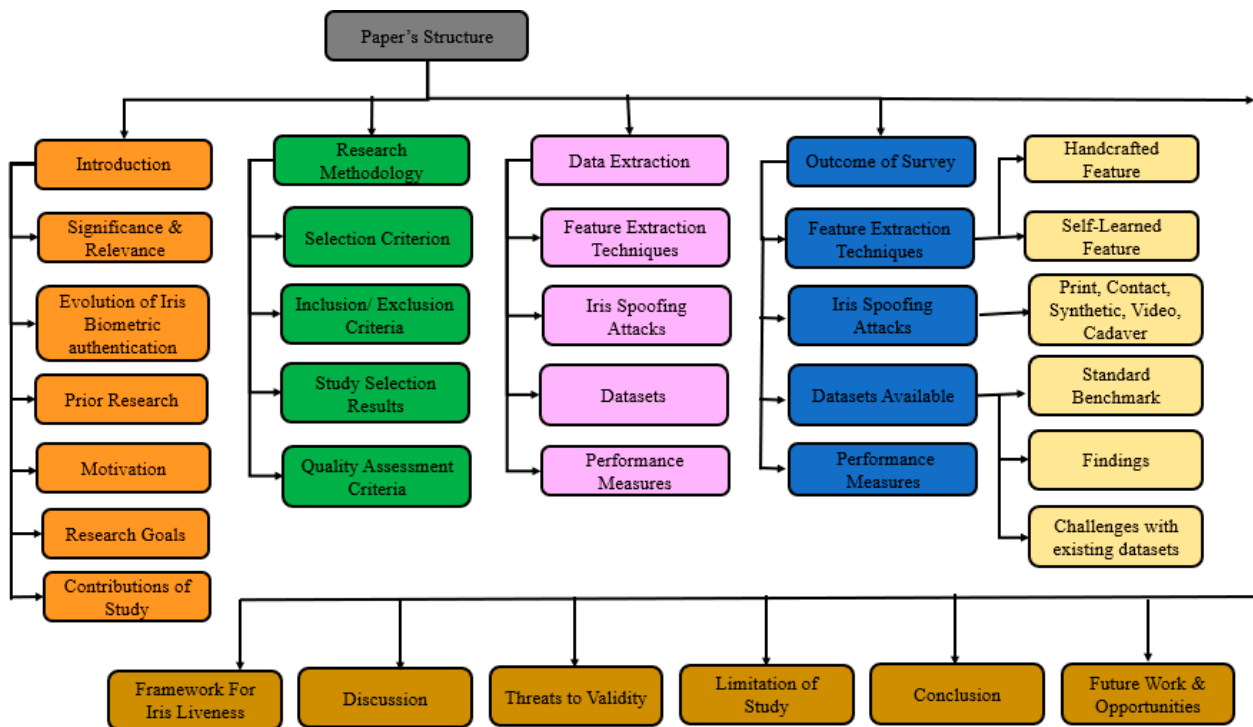 Paper's Structure
Introduction
Significance &
Relevance
Evolution of Iris
Biometric
authentication
Prior Research
Motivation
Research Goals
Contributions of
Study
Research
Methodology
Selection Criterion
Inclusion/ Exclusion
Criteria
Study Selection
Results
Quality Assessment
Criteria
Data Extraction
Feature Extraction
Techniques
Iris Spoofing
Attacks
Datasets
Performance
Measures
Outcome of Survey
Feature Extraction
Techniques
Iris Spoofing
Attacks
Datasets Available
Performance
Measures
Handcrafted
Feature
Self-Learned
Feature
Print, Contact,
Synthetic, Video,
Cadaver
Standard
Benchmark
Findings
Challenges with
existing datasets
Framework For
Iris Liveness
Discussion
Threats to Validity
Limitation of
Study
Conclusion
Future Work &
Opportunities